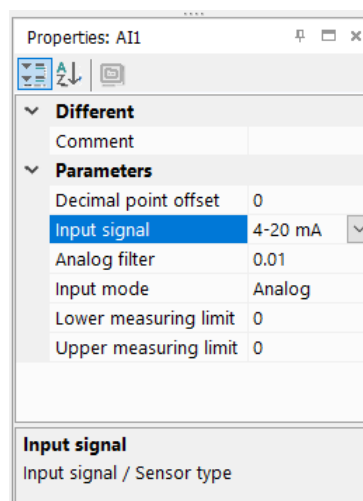 Properties: AI1
Different
Comment
Parameters
Decimal point offset 0
Input signal 4-20 mA
Analog filter 0.01
Input mode Analog
Lower measuring limit 0
Upper measuring limit 0
Input signal
Input signal / Sensor type